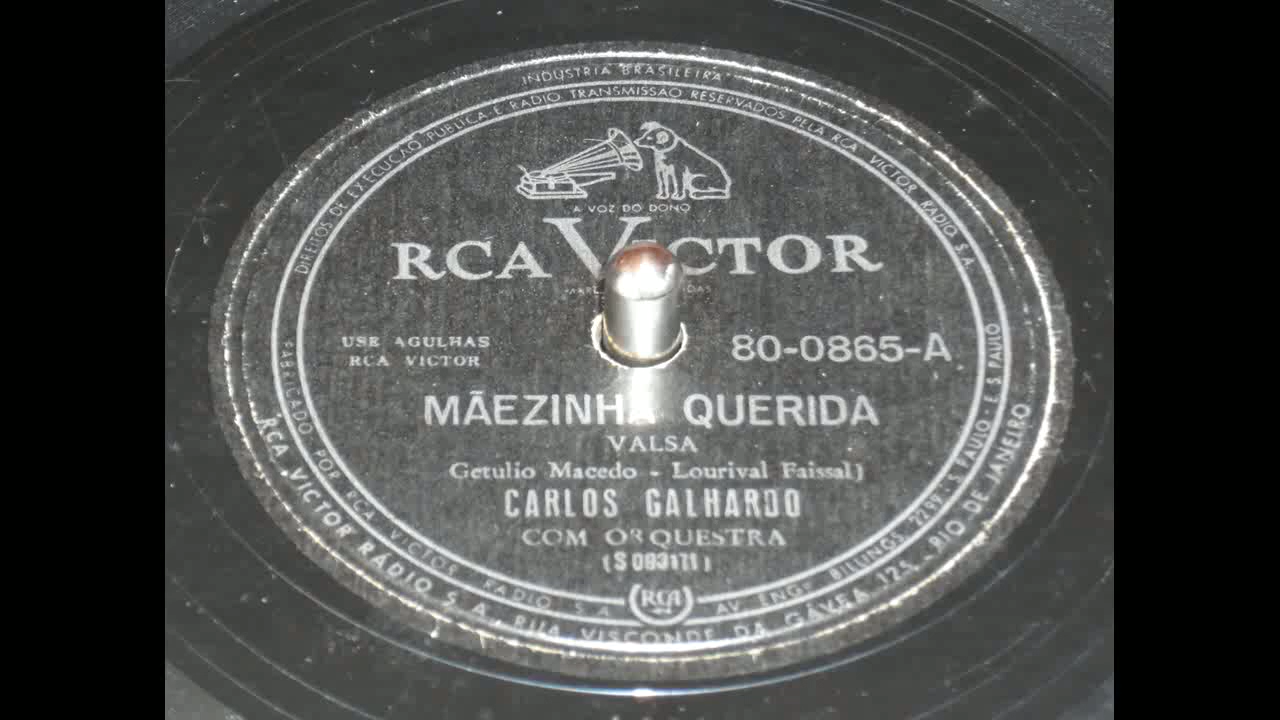 INDUSTRIA BRASILEIRA
DIREITOS DE EXECUÇÃO PUBLICA E RADIO TRANSMISSÃO RESERVADOS PELA RCA VICTOR RADIO S.A.
A VOZ DO DONO
RCA VICTOR
USE AGULHAS
RCA VICTOR
80-0865-A
MÃEZINHA QUERIDA
VALSA
Getulio Macedo - Lourival Faissal)
CARLOS GALHARDO
COM ORQUESTRA
(S 093171)
RCA
FABRICADO POR RCA VICTOR RADIO S.A. AV. ENGº BILLINGS, 2299 - S. PAULO - E. S. PAULO
RCA VICTOR RÁDIO S.A., RUA VISCONDE DA GÁVEA 125 - RIO DE JANEIRO